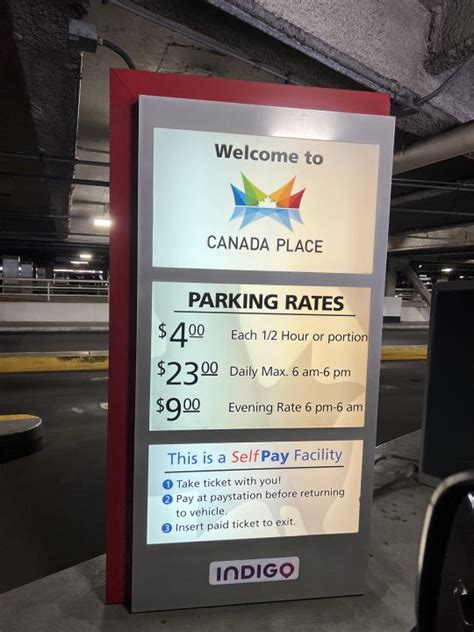 Welcome to
CANADA PLACE
PARKING RATES
$4.00 Each 1/2 Hour or portion
$23.00 Daily Max. 6 am-6 pm
$9.00 Evening Rate 6 pm-6 am
This is a SelfPay Facility
1 Take ticket with you!
2 Pay at paystation before returning
to vehicle.
3 Insert paid ticket to exit.
INDIGO